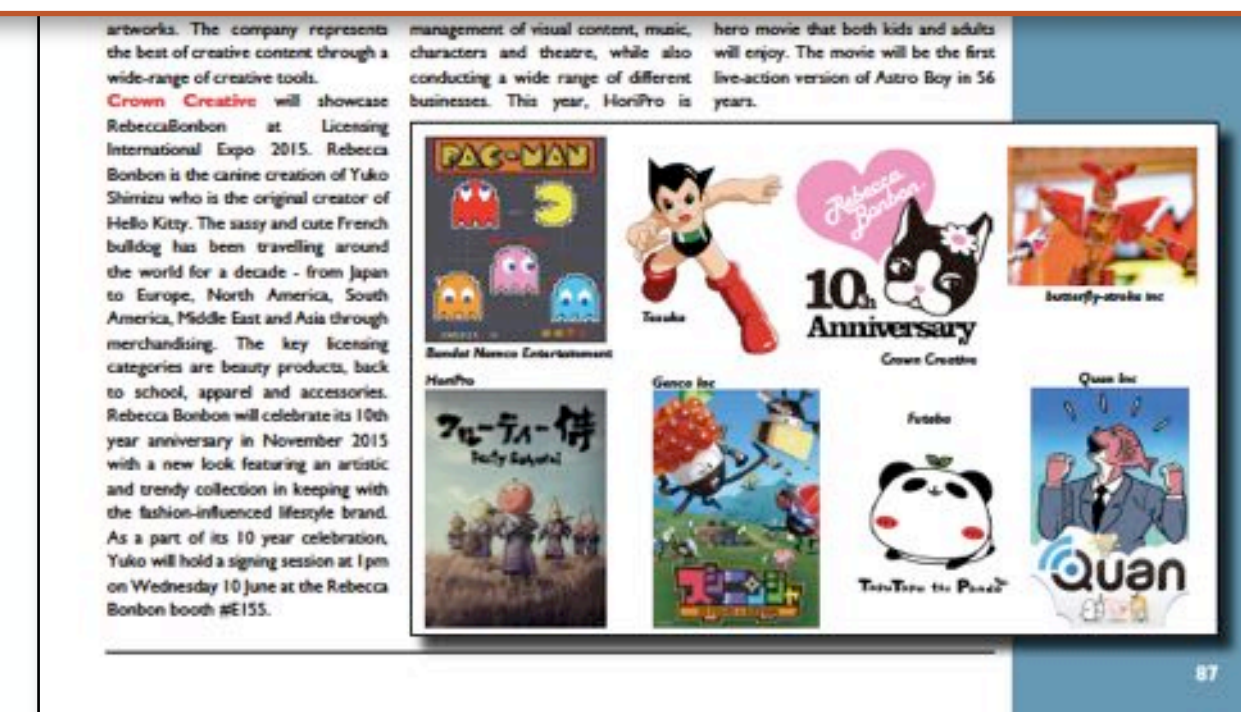 artworks. The company represents
the best of creative content through a
wide-range of creative tools.
Crown Creative will showcase
RebeccaBonbon at Licensing
International Expo 2015. Rebecca
Bonbon is the canine creation of Yuko
Shimizu who is the original creator of
Hello Kitty. The sassy and cute French
bulldog has been travelling around
the world for a decade - from Japan
to Europe, North America, South
America, Middle East and Asia through
merchandising. The key licensing
categories are beauty products, back
to school, apparel and accessories.
Rebecca Bonbon will celebrate its 10th
year anniversary in November 2015
with a new look featuring an artistic
and trendy collection in keeping with
the fashion-influenced lifestyle brand.
As a part of its 10 year celebration,
Yuko will hold a signing session at 1pm
on Wednesday 10 June at the Rebecca
Bonbon booth #E155.
management of visual content, music,
characters and theatre, while also
conducting a wide range of different
businesses. This year, HoriPro is
hero movie that both kids and adults
will enjoy. The movie will be the first
live-action version of Astro Boy in 56
years.
PAC-MAN
Bandai Namco Entertainment
Tezuka
Rebecca
Bonbon
10th
Anniversary
Crown Creative
butterfly-stroke inc
HoriPro
フルーティー侍
Fruity Samurai
Genco Inc
ズモモンジャ
Futaba
TapuTapu the Panda
Quan Inc
Quan
87